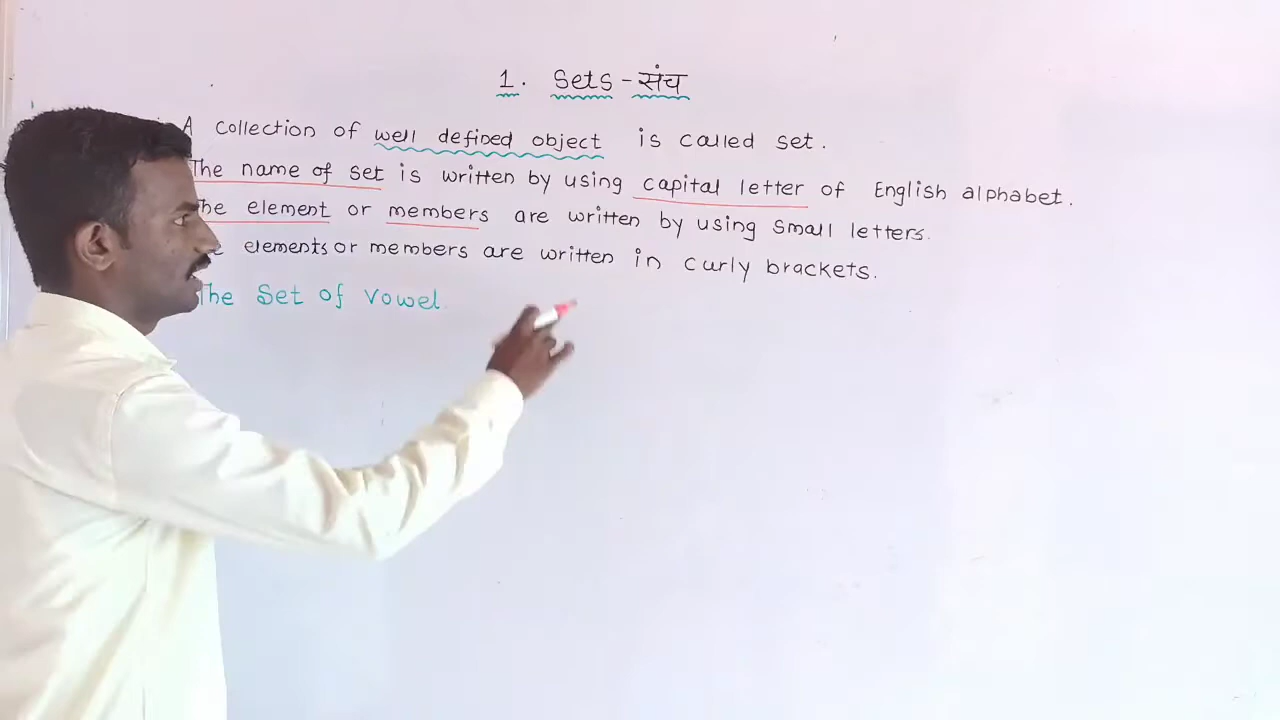 1. Sets - संच
A collection of well defined object is called set.
The name of set is written by using capital letter of English alphabet.
The element or members are written by using small letters.
elements or members are written in curly brackets.
The Set of Vowel